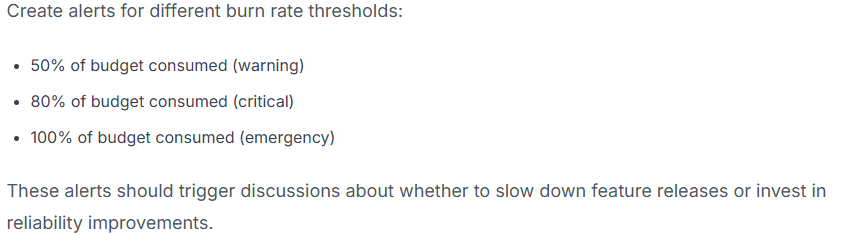 Create alerts for different burn rate thresholds:
• 50% of budget consumed (warning)
• 80% of budget consumed (critical)
• 100% of budget consumed (emergency)
These alerts should trigger discussions about whether to slow down feature releases or invest in
reliability improvements.